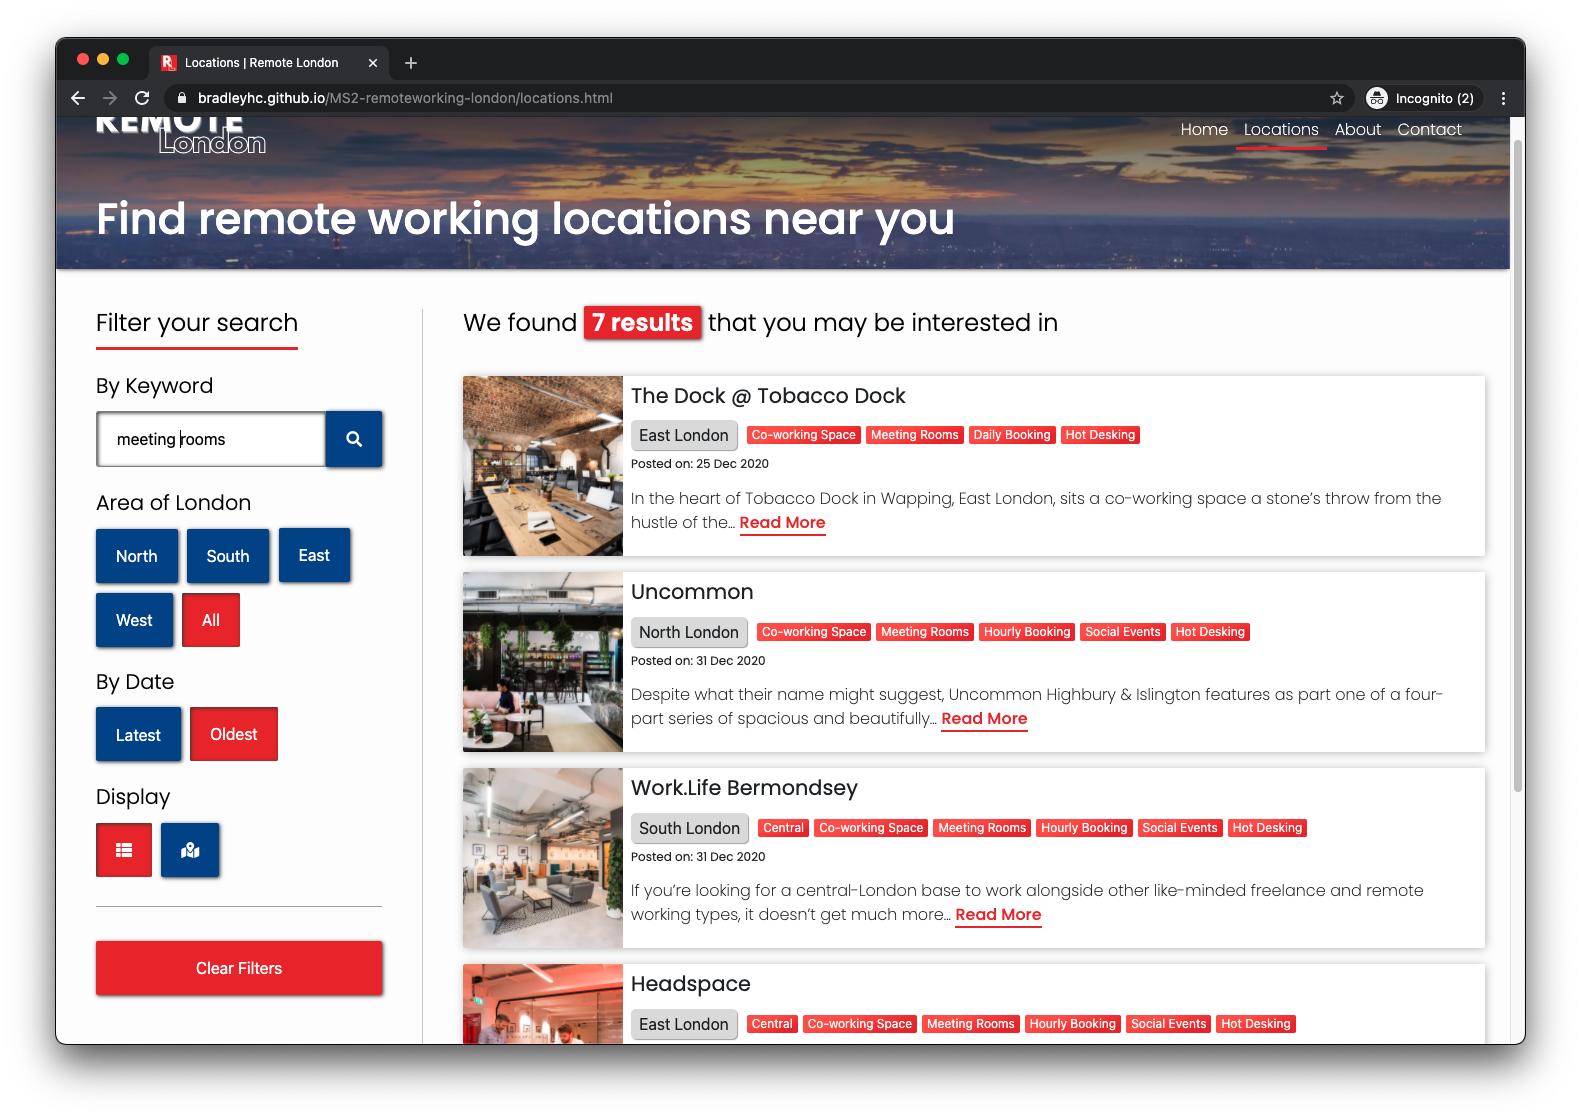 Locations | Remote London
bradleyhc.github.io/MS2-remoteworking-london/locations.html
Incognito (2)
REMOTE
London
Home Locations About Contact
Find remote working locations near you
Filter your search
By Keyword
meeting rooms
Area of London
North South East
West All
By Date
Latest Oldest
Display
Clear Filters
We found 7 results that you may be interested in
The Dock @ Tobacco Dock
East London Co-working Space Meeting Rooms Daily Booking Hot Desking
Posted on: 25 Dec 2020
In the heart of Tobacco Dock in Wapping, East London, sits a co-working space a stone’s throw from the
hustle of the... Read More
Uncommon
North London Co-working Space Meeting Rooms Hourly Booking Social Events Hot Desking
Posted on: 31 Dec 2020
Despite what their name might suggest, Uncommon Highbury & Islington features as part one of a four-
part series of spacious and beautifully... Read More
Work.Life Bermondsey
South London Central Co-working Space Meeting Rooms Hourly Booking Social Events Hot Desking
Posted on: 31 Dec 2020
If you’re looking for a central-London base to work alongside other like-minded freelance and remote
working types, it doesn’t get much more... Read More
Headspace
East London Central Co-working Space Meeting Rooms Hourly Booking Social Events Hot Desking